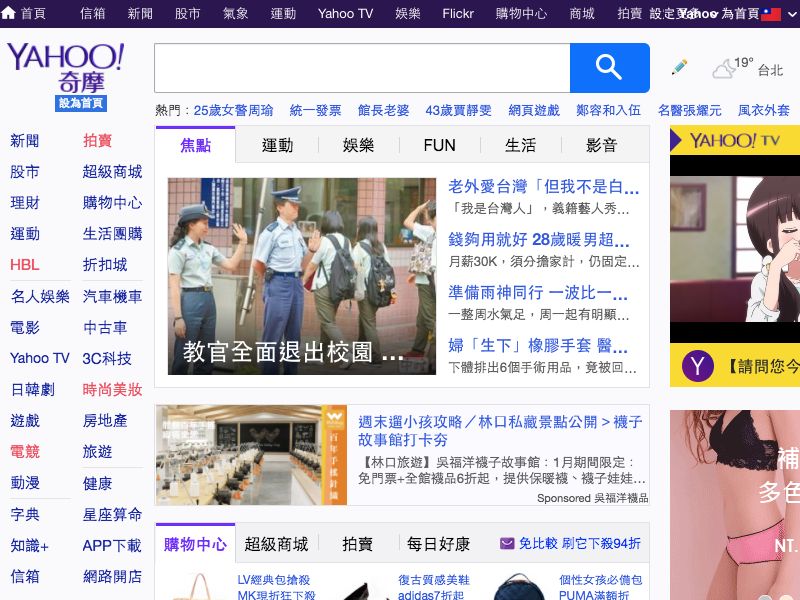 首頁 信箱 新聞 股市 氣象 運動 Yahoo TV 娛樂 Flickr 購物中心 商城 拍賣
YAHOO!
奇摩
設為首頁
19° 台北
熱門：25歲女警周瑜 統一發票 館長老婆 43歲賈靜雯 網頁遊戲 鄭容和入伍 名醫張耀元 風衣外套
新聞 拍賣
股市 超級商城
理財 購物中心
運動 生活團購
HBL 折扣城
名人娛樂 汽車機車
電影 中古車
Yahoo TV 3C科技
日韓劇 時尚美妝
遊戲 房地產
電競 旅遊
動漫 健康
字典 星座算命
知識+ APP下載
信箱 網路開店
焦點 運動 娛樂 FUN 生活 影音
教官全面退出校園 ...
老外愛台灣「但我不是白...
「我是台灣人」，義籍藝人秀...
錢夠用就好 28歲暖男超...
月薪30K，須分擔家計，仍固定...
準備雨神同行 一波比一...
一整周水氣足，周一起有明顯...
婦「生下」橡膠手套 醫...
下體排出6個手術用品，竟被回...
百年手搖針織
週末遛小孩攻略／林口私藏景點公開 > 襪子
故事館打卡夯
【林口旅遊】吳福洋襪子故事館：1月期間限定：
免門票+全館襪品6折起，提供保暖襪、襪子娃娃...
Sponsored 吳福洋襪品
購物中心 超級商城 拍賣 每日好康 免比較 刷它下殺94折
LV經典包搶殺
MK現折狂下殺
復古質感美鞋
adidas7折起
個性女孩必備包
PUMA滿額折
YAHOO! TV
Y 【請問您今
補
多色
NT.